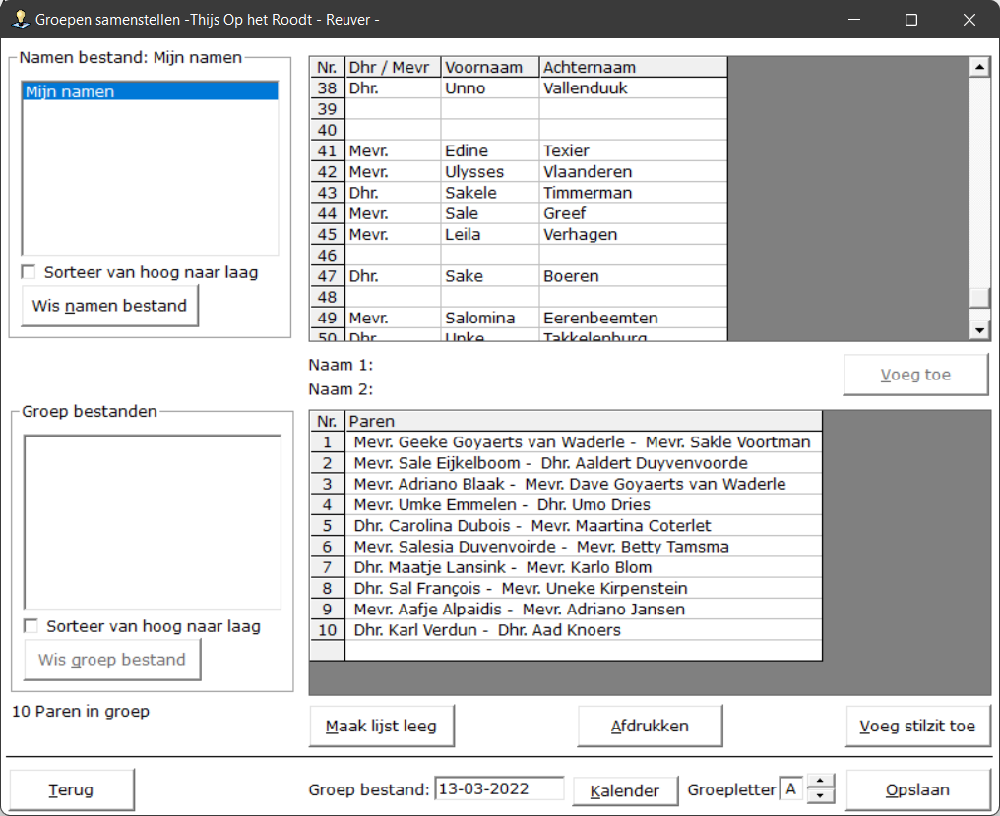 Groepen samenstellen -Thijs Op het Roodt - Reuver -
Namen bestand: Mijn namen
Mijn namen
Sorteer van hoog naar laag
Wis namen bestand
Nr. Dhr / Mevr Voornaam Achternaam
38 Dhr. Unno Vallenduuk
39
40
41 Mevr. Edine Texier
42 Mevr. Ulysses Vlaanderen
43 Dhr. Sakele Timmerman
44 Mevr. Sale Greef
45 Mevr. Leila Verhagen
46
47 Dhr. Sake Boeren
48
49 Mevr. Salomina Eerenbeemten
50 Dhr. Unke Takkelenburg
Naam 1:
Naam 2:
Voeg toe
Groep bestanden
Sorteer van hoog naar laag
Wis groep bestand
10 Paren in groep
Nr. Paren
1 Mevr. Geeke Goyaerts van Waderle - Mevr. Sakle Voortman
2 Mevr. Sale Eijkelboom - Dhr. Aaldert Duyvenvoorde
3 Mevr. Adriano Blaak - Mevr. Dave Goyaerts van Waderle
4 Mevr. Umke Emmelen - Dhr. Umo Dries
5 Dhr. Carolina Dubois - Mevr. Maartina Coterlet
6 Mevr. Salesia Duvenvoirde - Mevr. Betty Tamsma
7 Dhr. Maatje Lansink - Mevr. Karlo Blom
8 Dhr. Sal François - Mevr. Uneke Kirpenstein
9 Mevr. Aafje Alpaidis - Mevr. Adriano Jansen
10 Dhr. Karl Verdun - Dhr. Aad Knoers
Maak lijst leeg
Afdrukken
Voeg stilzit toe
Terug
Groep bestand: 13-03-2022
Kalender
Groepletter A
Opslaan